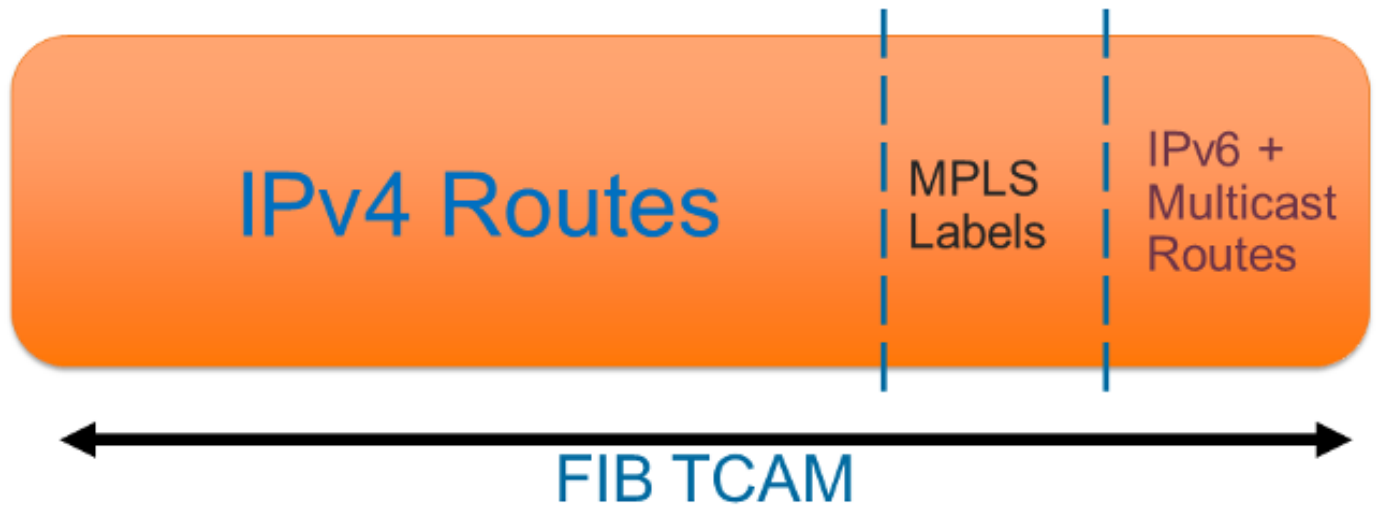 IPv4 Routes
MPLS
Labels
IPv6 +
Multicast
Routes
FIB TCAM